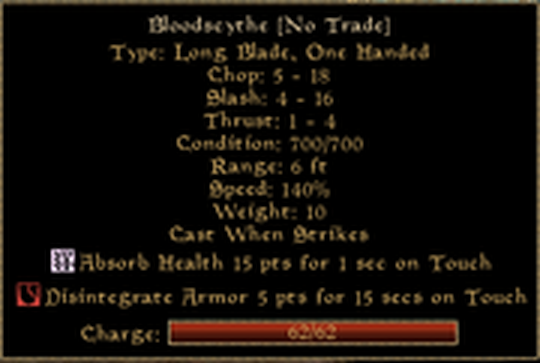 Bloodscythe [No Trade]
Type: Long Blade, One Handed
Chop: 5 - 18
Slash: 4 - 16
Thrust: 1 - 4
Condition: 700/700
Range: 6 ft
Speed: 140%
Weight: 10
Cast When Strikes
Absorb Health 15 pts for 1 sec on Touch
Disintegrate Armor 5 pts for 15 secs on Touch
Charge: 62/62